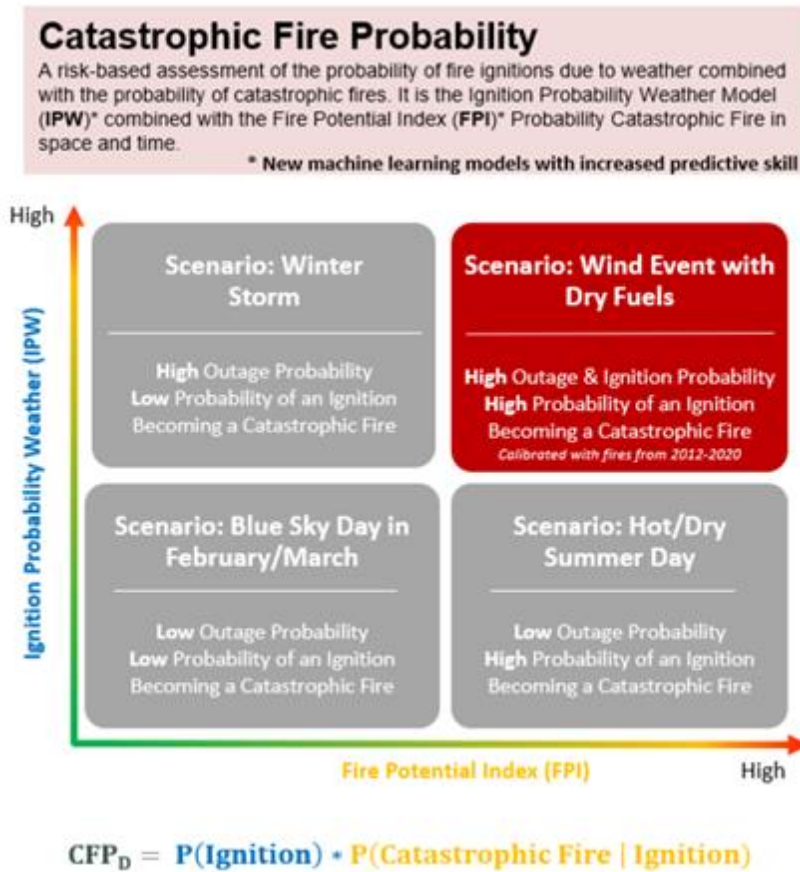 Catastrophic Fire Probability
A risk-based assessment of the probability of fire ignitions due to weather combined
with the probability of catastrophic fires. It is the Ignition Probability Weather Model
(IPW)* combined with the Fire Potential Index (FPI)* Probability Catastrophic Fire in
space and time.
* New machine learning models with increased predictive skill
High
Ignition Probability Weather (IPW)
Scenario: Winter
Storm
High Outage Probability
Low Probability of an Ignition
Becoming a Catastrophic Fire
Scenario: Wind Event with
Dry Fuels
High Outage & Ignition Probability
High Probability of an Ignition
Becoming a Catastrophic Fire
Calibrated with fires from 2012-2020
Scenario: Blue Sky Day in
February/March
Low Outage Probability
Low Probability of an Ignition
Becoming a Catastrophic Fire
Scenario: Hot/Dry
Summer Day
Low Outage Probability
High Probability of an Ignition
Becoming a Catastrophic Fire
Fire Potential Index (FPI)
High
CFP_D = P(Ignition) * P(Catastrophic Fire | Ignition)